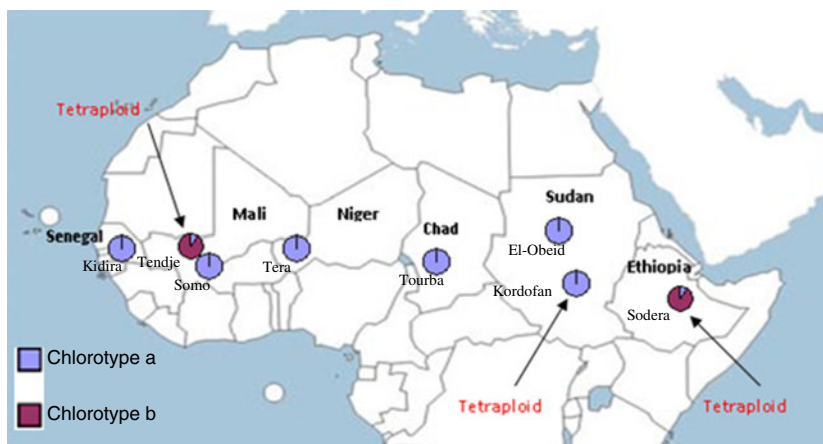 Tetraploid
Sudan
Mali
Niger
Chad
Senegal
El-Obeid
Kidira
Tendje
Tera
Somo
Tourba
Ethiopia
Kordofan
Sodera
Chlorotype a
Tetraploid
Tetraploid
Chlorotype b